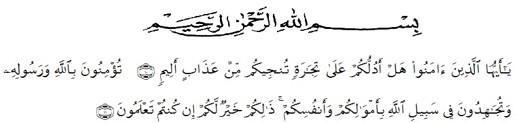 بِسْمِ اللَّهِ الرَّحْمَٰنِ الرَّحِيمِ
يَٰٓأَيُّهَا ٱلَّذِينَ ءَامَنُوا۟ هَلْ أَدُلُّكُمْ عَلَىٰ تِجَٰرَةٍ تُنجِيكُم مِّنْ عَذَابٍ أَلِيمٍ تُؤْمِنُونَ بِٱللَّهِ وَرَسُولِهِۦ
وَتُجَٰهِدُونَ فِى سَبِيلِ ٱللَّهِ بِأَمْوَٰلِكُمْ وَأَنفُسِكُمْ ۚ ذَٰلِكُمْ خَيْرٌ لَّكُمْ إِن كُنتُمْ تَعْلَمُونَ